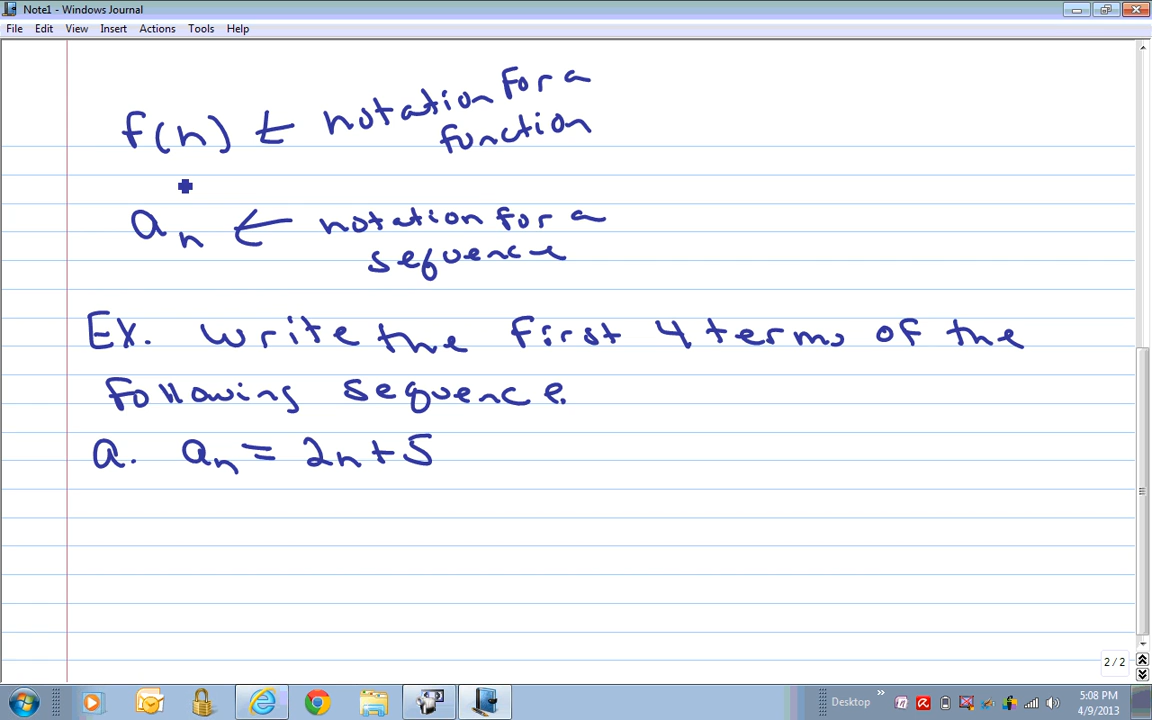 Note1 - Windows Journal
File Edit View Insert Actions Tools Help
f(n) ← notation for a
function
an ← notation for a
sequence
Ex. Write the first 4 terms of the
following sequence.
a. an = 2n+5
2 / 2
Desktop
5:08 PM
4/9/2013